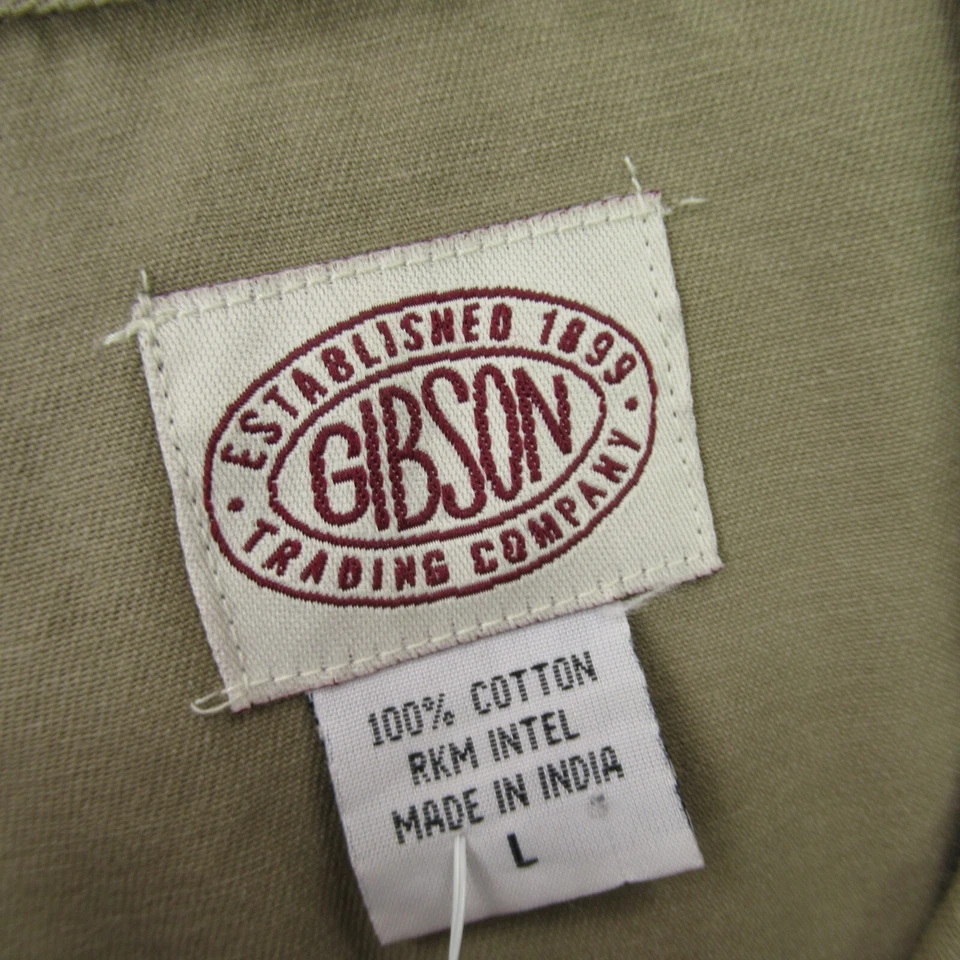 ESTABLISHED 1899
GIBSON
TRADING COMPANY
100% COTTON
RKM INTEL
MADE IN INDIA
L